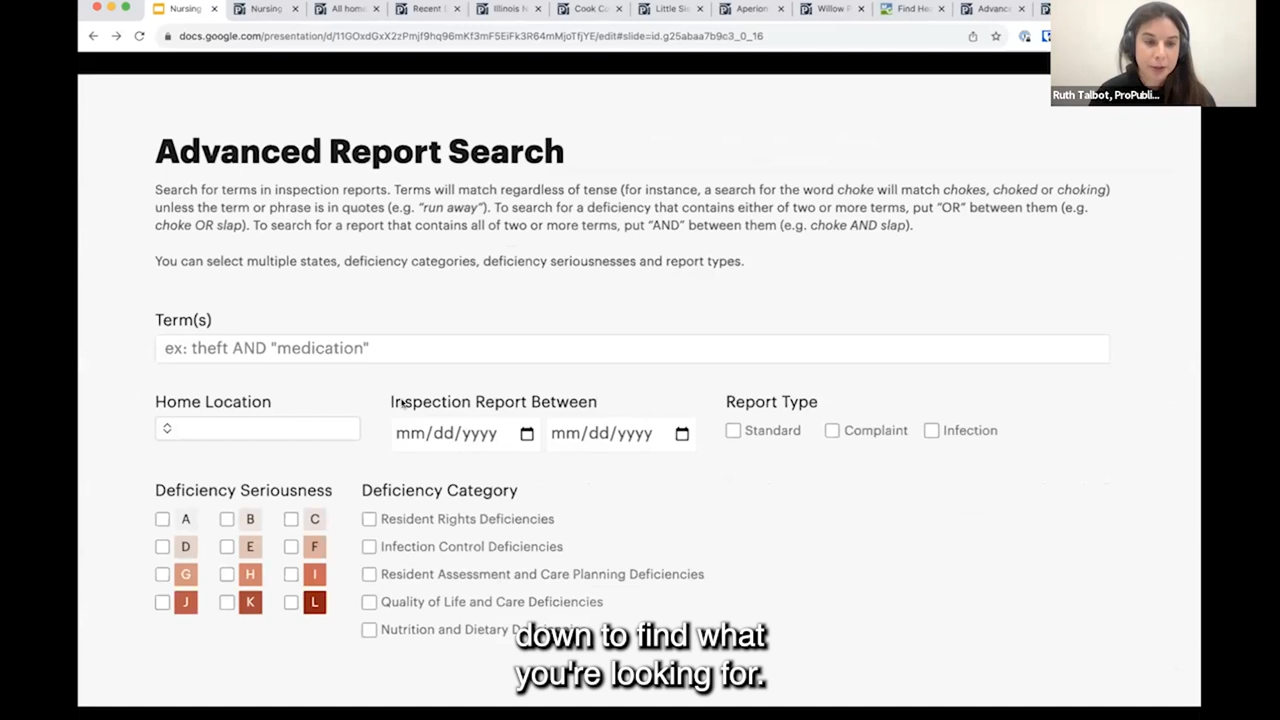 Nursing
Nursing
All home
Recent
Illinois N
Cook Co
Little Sis
Aperion
Willow P
Find He
Advanc
docs.google.com/presentation/d/11GOxdGxX2zPmjf9hq96mKf3mF5EiFk3R64mMjoTfjYE/edit#slide=id.g25abaa7b9c3_0_16
Ruth Talbot, ProPubli...
Advanced Report Search
Search for terms in inspection reports. Terms will match regardless of tense (for instance, a search for the word choke will match chokes, choked or choking)
unless the term or phrase is in quotes (e.g. “run away”). To search for a deficiency that contains either of two or more terms, put “OR” between them (e.g.
choke OR slap). To search for a report that contains all of two or more terms, put “AND” between them (e.g. choke AND slap).
You can select multiple states, deficiency categories, deficiency seriousnesses and report types.
Term(s)
ex: theft AND "medication"
Home Location
Inspection Report Between
Report Type
mm/dd/yyyy
mm/dd/yyyy
Standard
Complaint
Infection
Deficiency Seriousness
Deficiency Category
A B C
Resident Rights Deficiencies
D E F
Infection Control Deficiencies
G H I
Resident Assessment and Care Planning Deficiencies
J K L
Quality of Life and Care Deficiencies
Nutrition and Dietary
down to find what
you're looking for.